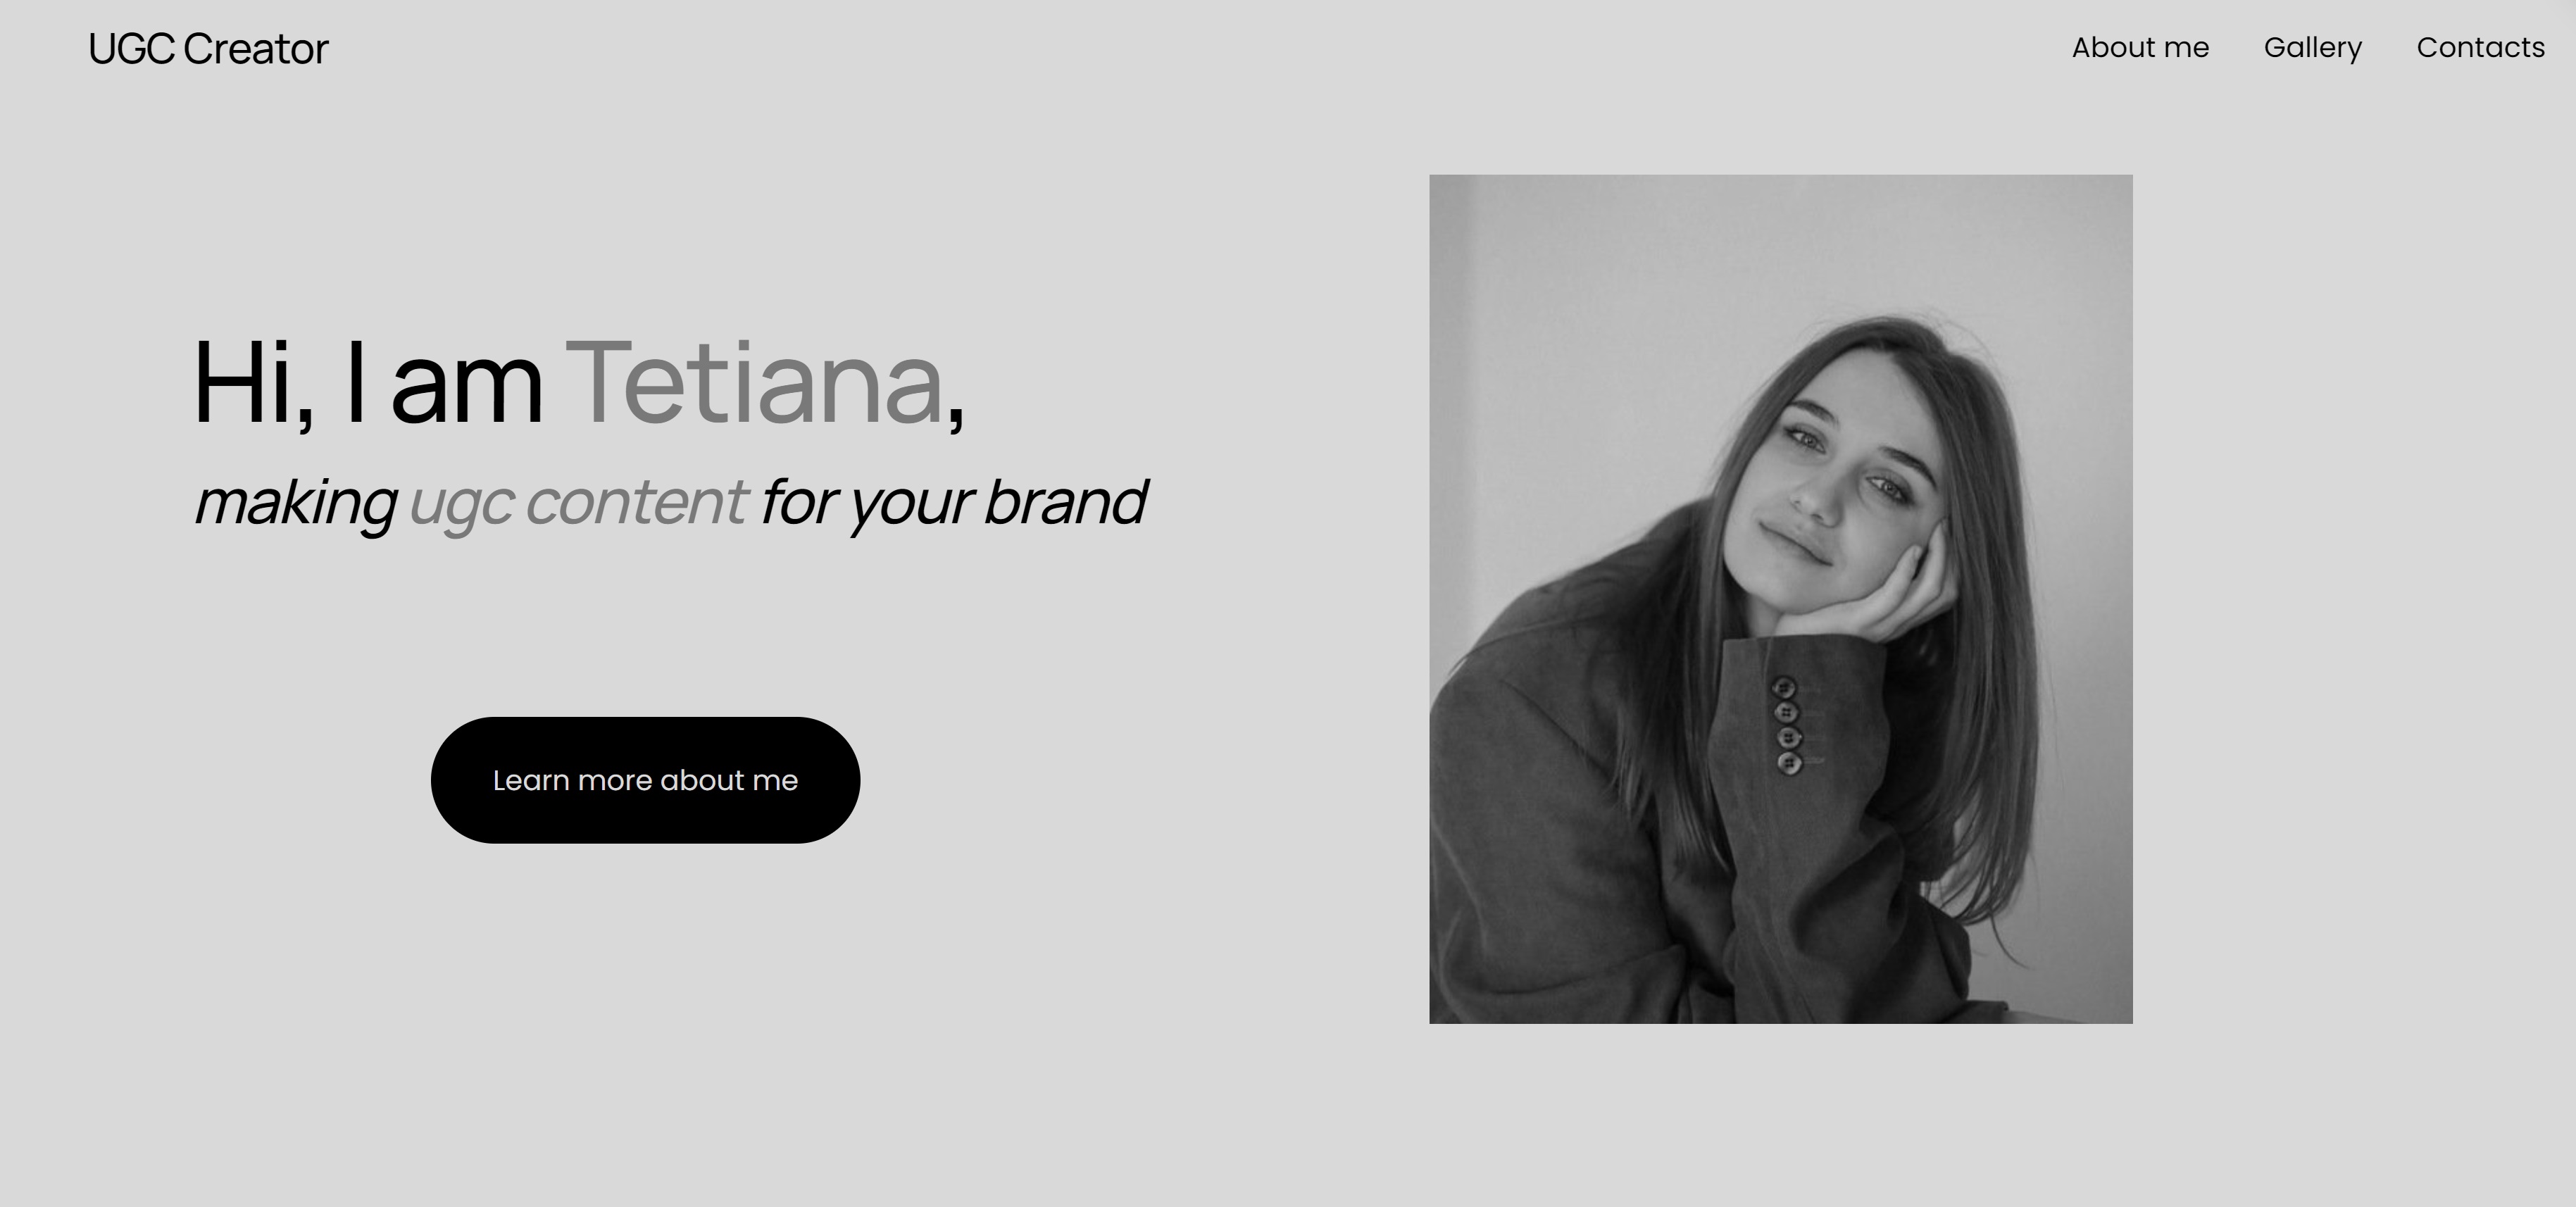 UGC Creator
About me
Gallery
Contacts
Hi, I am Tetiana,
making ugc content for your brand
Learn more about me